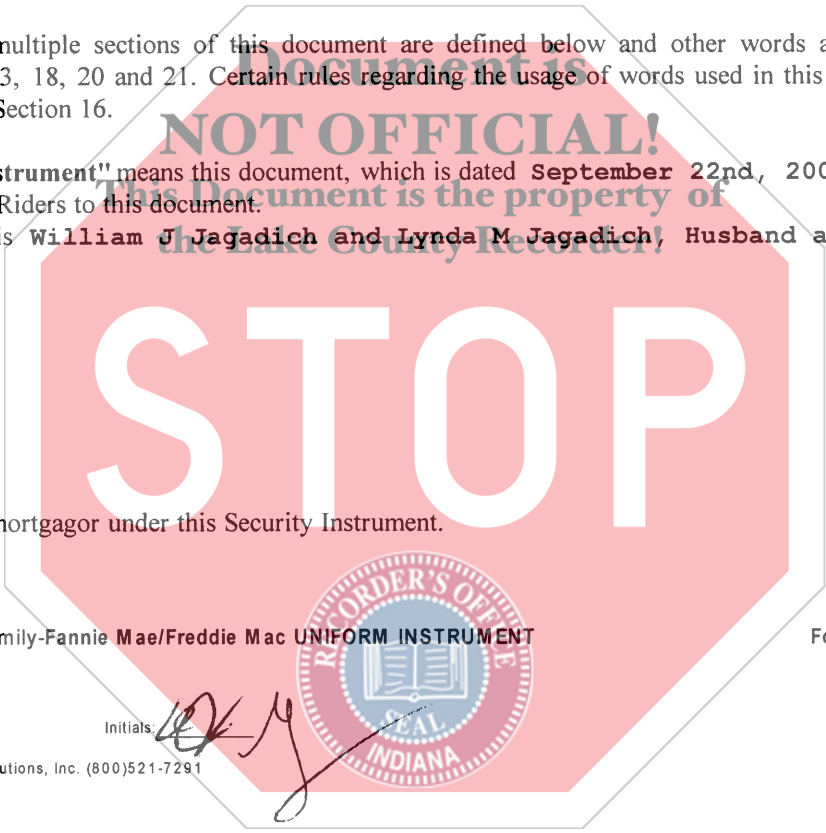 multiple sections of this document are defined below and other words a
3, 18, 20 and 21. Certain rules regarding the usage of words used in this
Section 16.
Document is
NOT OFFICIAL!
This Document is the property of
the Lake County Recorder!
strument" means this document, which is dated September 22nd, 200
Riders to this document.
is William J Jagadich and Lynda M Jagadich, Husband a
STOP
mortgagor under this Security Instrument.
RECORDER'S OFFICE
SEAL
INDIANA
mily-Fannie Mae/Freddie Mac UNIFORM INSTRUMENT
Fo
Initials:
utions, Inc. (800)521-7291